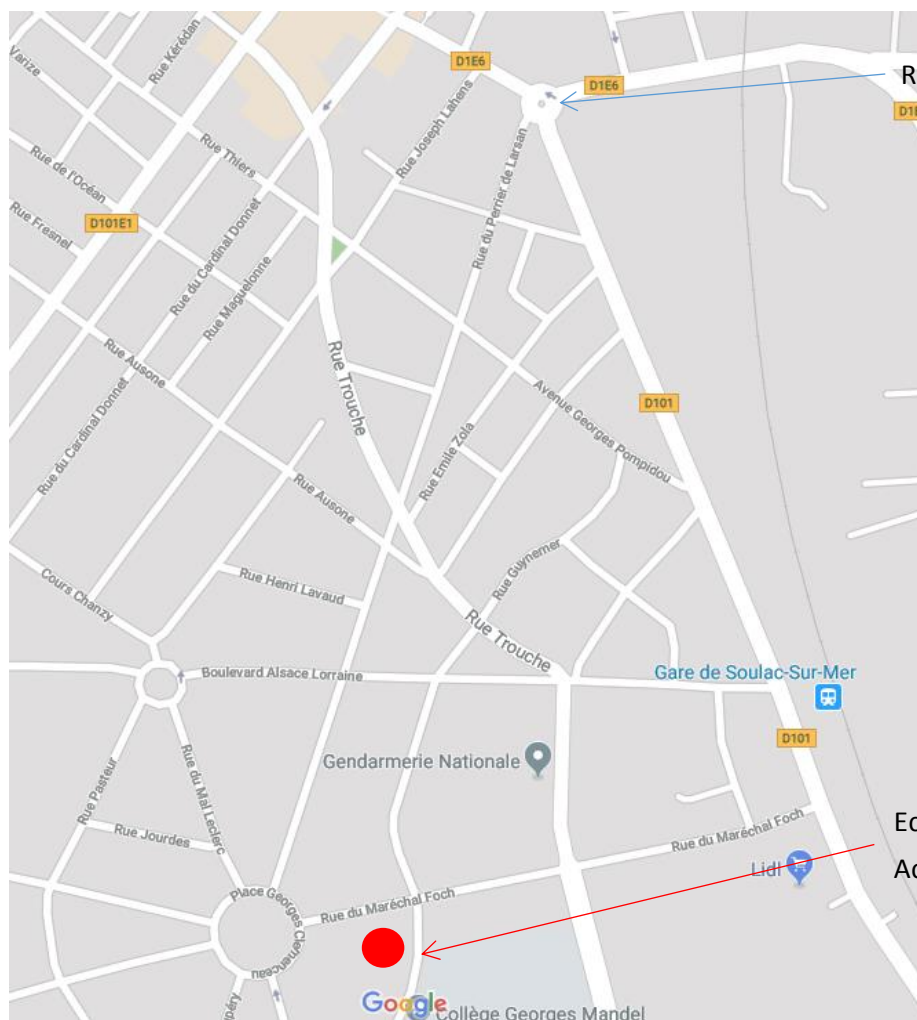 D1E6
D1E6
R
D1E
Varize
Rue Kérédan
Rue Joseph Lahens
Rue Thiers
Rue de l'Océan
Rue Fresnel
D101E1
Rue du Cardinal Donnet
Rue Maguelonne
Rue du Perrier de Larsan
Rue Ausone
Rue Trouche
Avenue Georges Pompidou
D101
Rue du Cardinal Donnet
Rue Emile Zola
Rue Ausone
Rue Guynemer
Rue Henri Lavaud
Cours Chanzy
Rue Trouche
Boulevard Alsace Lorraine
Gare de Soulac-Sur-Mer
D101
Gendarmerie Nationale
Rue Pasteur
Rue du Mal Leclerc
Rue Jourdes
Rue du Maréchal Foch
Lidl
Place Georges Clemenceau
Rue du Maréchal Foch
Google
Collège Georges Mandel